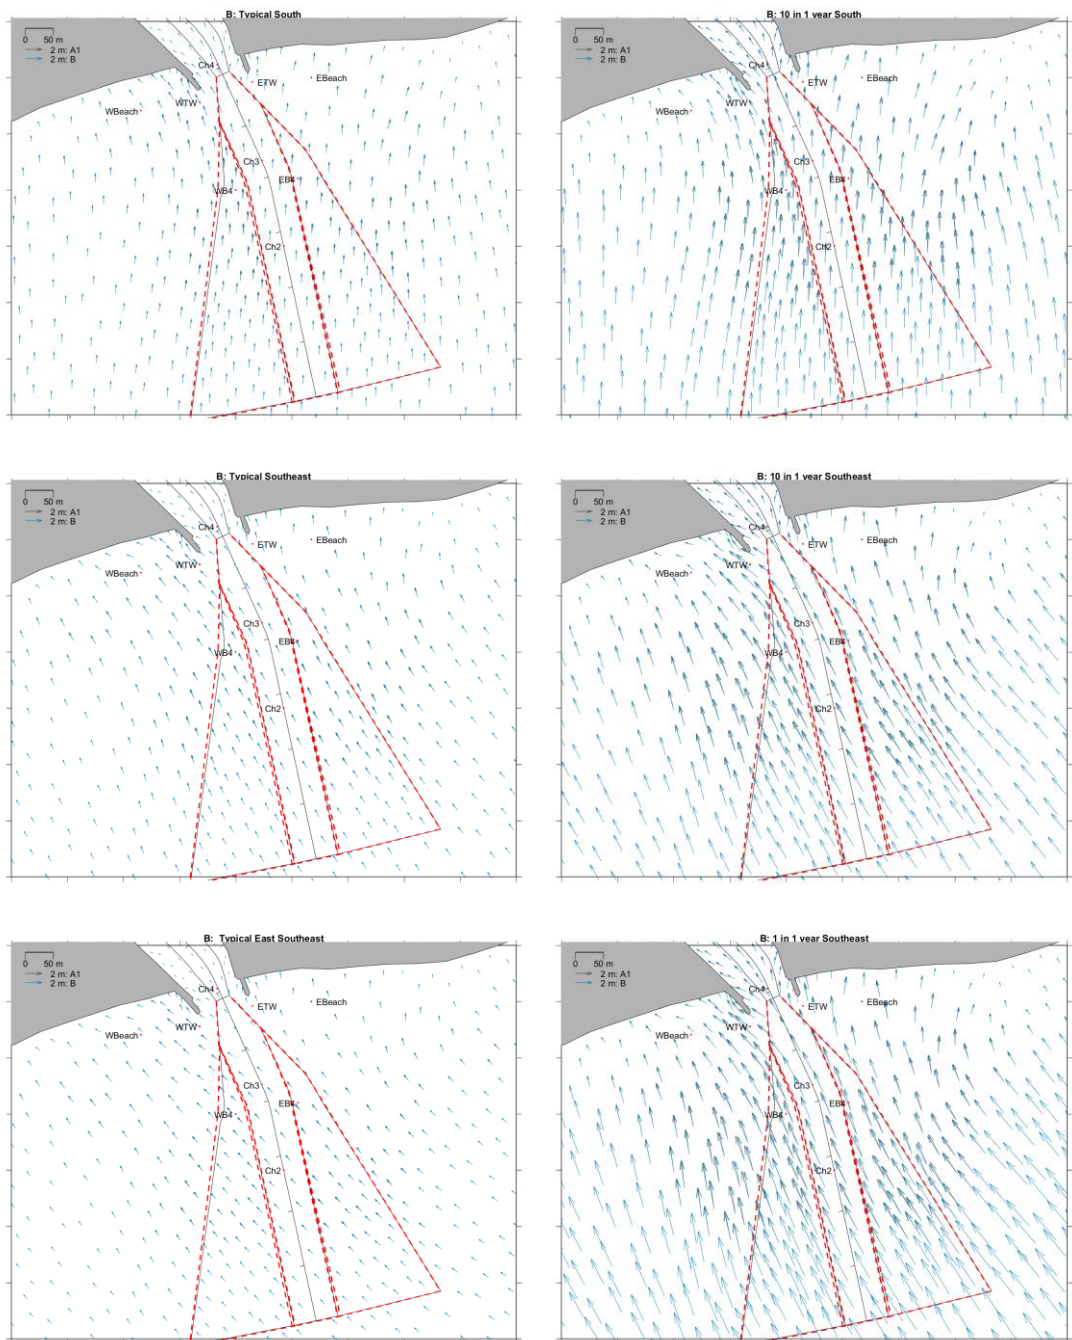 B: Typical South
0 50 m
2 m: A1
2 m: B
Ch4
ETW
EBeach
WTW
WBeach
Ch3
EB4
WB4
Ch2
B: 10 in 1 year South
0 50 m
2 m: A1
2 m: B
Ch4
ETW
EBeach
WTW
WBeach
Ch3
EB4
WB4
Ch2
B: Typical Southeast
0 50 m
2 m: A1
2 m: B
Ch4
ETW
EBeach
WTW
WBeach
Ch3
EB4
WB4
Ch2
B: 10 in 1 year Southeast
0 50 m
2 m: A1
2 m: B
Ch4
ETW
EBeach
WTW
WBeach
Ch3
EB4
WB4
Ch2
B: Typical East Southeast
0 50 m
2 m: A1
2 m: B
Ch4
EBeach
ETW
WTW
WBeach
Ch3
EB4
WB4
Ch2
B: 1 in 1 year Southeast
0 50 m
2 m: A1
2 m: B
Ch4
EBeach
ETW
WTW
WBeach
Ch3
EB4
WB4
Ch2